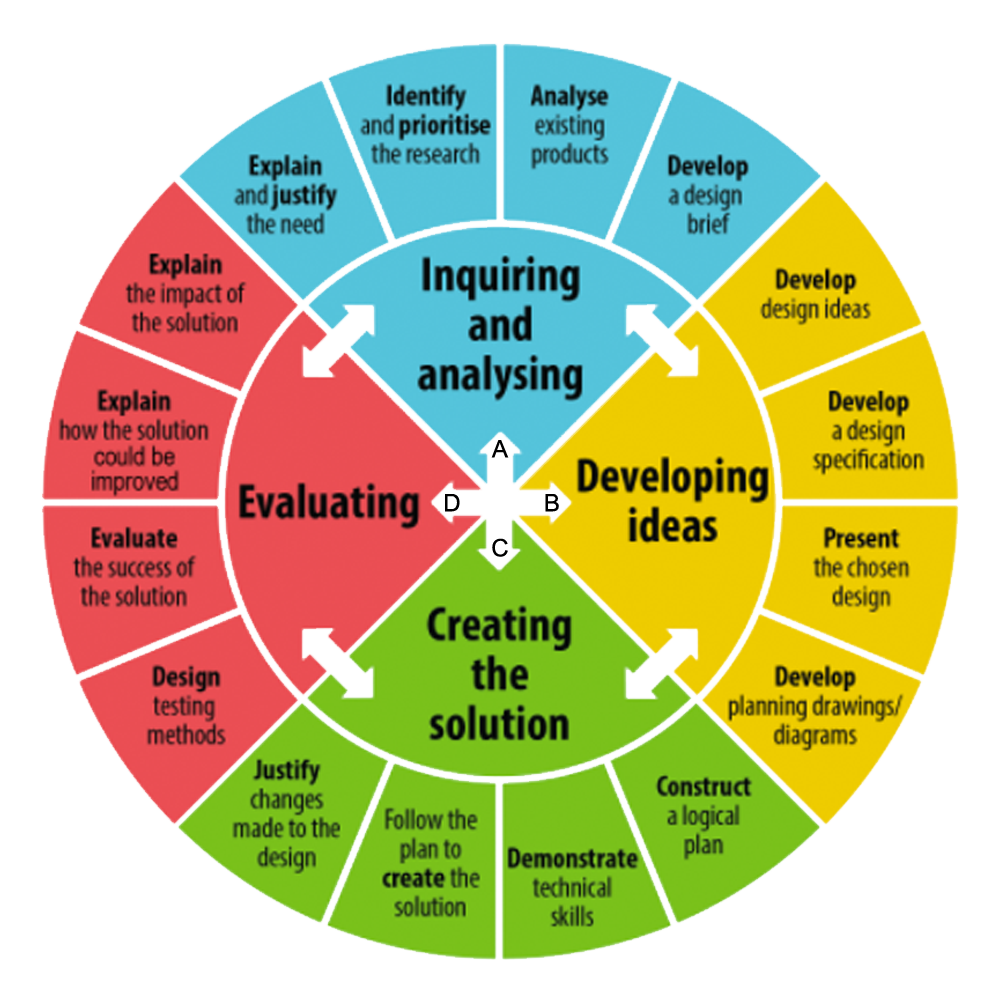 Explain
and justify
the need
Identify
and prioritise
the research
Analyse
existing
products
Develop
a design
brief
Inquiring
and
analysing
A
Develop
design ideas
Develop
a design
specification
Present
the chosen
design
Develop
planning drawings/
diagrams
Developing
ideas
B
Construct
a logical
plan
Demonstrate
technical
skills
Follow the
plan to
create the
solution
Justify
changes
made to the
design
Creating
the
solution
C
Design
testing
methods
Evaluate
the success of
the solution
Explain
how the solution
could be
improved
Explain
the impact of
the solution
Evaluating
D